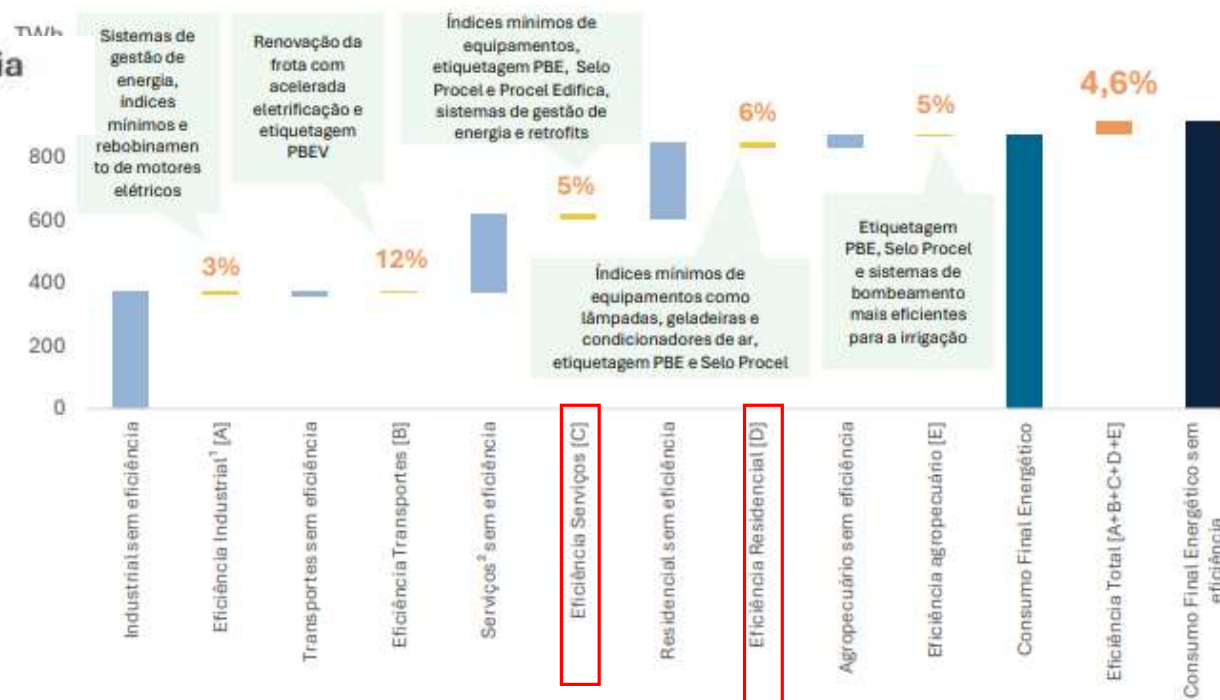 TWh
ia
Sistemas de
gestão de
energia,
índices
mínimos e
rebobinamen
to de motores
elétricos
Renovação da
frota com
acelerada
eletrificação e
etiquetagem
PBEV
Índices mínimos de
equipamentos,
etiquetagem PBE, Selo
Procel e Procel Edifica,
sistemas de gestão de
energia e retrofits
3%
12%
5%
6%
5%
4,6%
Índices mínimos de
equipamentos como
lâmpadas, geladeiras e
condicionadores de ar,
etiquetagem PBE e Selo Procel
Etiquetagem
PBE, Selo Procel
e sistemas de
bombeamento
mais eficientes
para a irrigação
800
600
400
200
0
Industrial sem eficiência
Eficiência Industrial¹ [A]
Transportes sem eficiência
Eficiência Transportes [B]
Serviços² sem eficiência
Eficiência Serviços [C]
Residencial sem eficiência
Eficiência Residencial [D]
Agropecuário sem eficiência
Eficiência agropecuário [E]
Consumo Final Energético
Eficiência Total [A+B+C+D+E]
Consumo Final Energético sem
eficiência